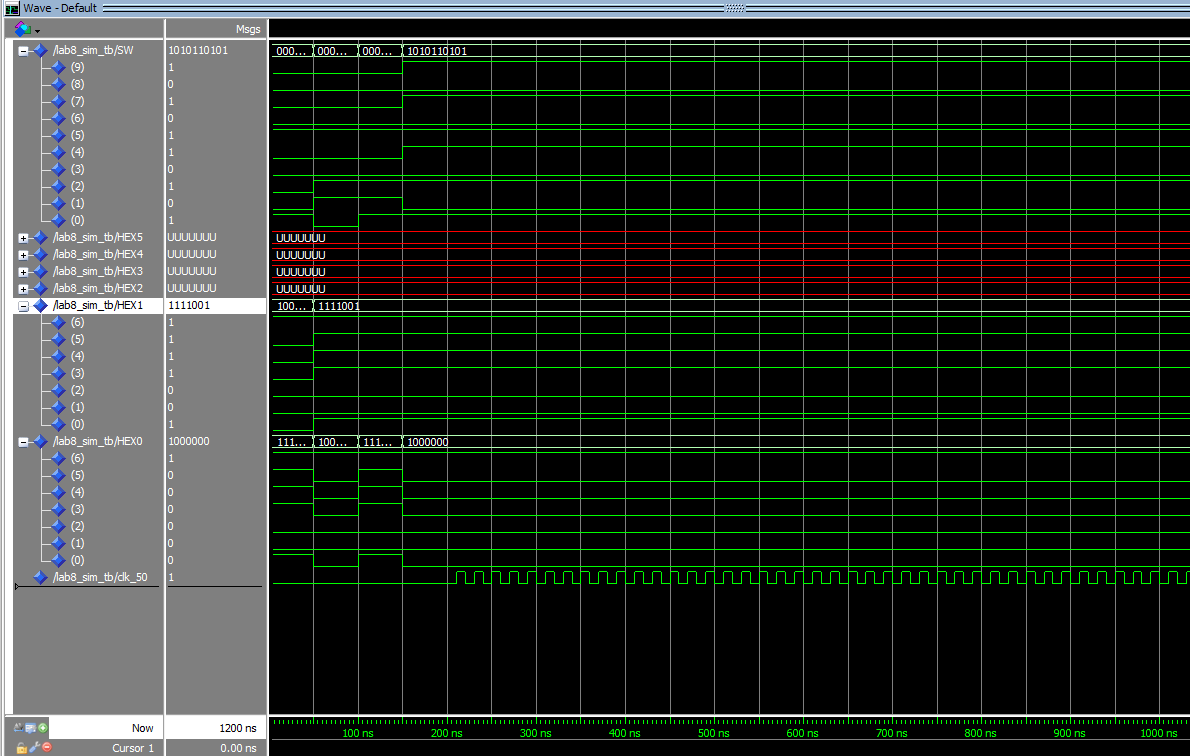 Wave - Default
Msgs
/lab8_sim_tb/SW 1010110101 000... 000... 000... 1010110101
(9) 1
(8) 0
(7) 1
(6) 0
(5) 1
(4) 1
(3) 0
(2) 1
(1) 0
(0) 1
/lab8_sim_tb/HEX5 UUUUUUU UUUUUUU
/lab8_sim_tb/HEX4 UUUUUUU UUUUUUU
/lab8_sim_tb/HEX3 UUUUUUU UUUUUUU
/lab8_sim_tb/HEX2 UUUUUUU UUUUUUU
/lab8_sim_tb/HEX1 1111001 100... 1111001
(6) 1
(5) 1
(4) 1
(3) 1
(2) 0
(1) 0
(0) 1
/lab8_sim_tb/HEX0 1000000 111... 100... 111... 1000000
(6) 1
(5) 0
(4) 0
(3) 0
(2) 0
(1) 0
(0) 0
/lab8_sim_tb/clk_50 1
Now 1200 ns
100 ns 200 ns 300 ns 400 ns 500 ns 600 ns 700 ns 800 ns 900 ns 1000 ns
Cursor 1 0.00 ns